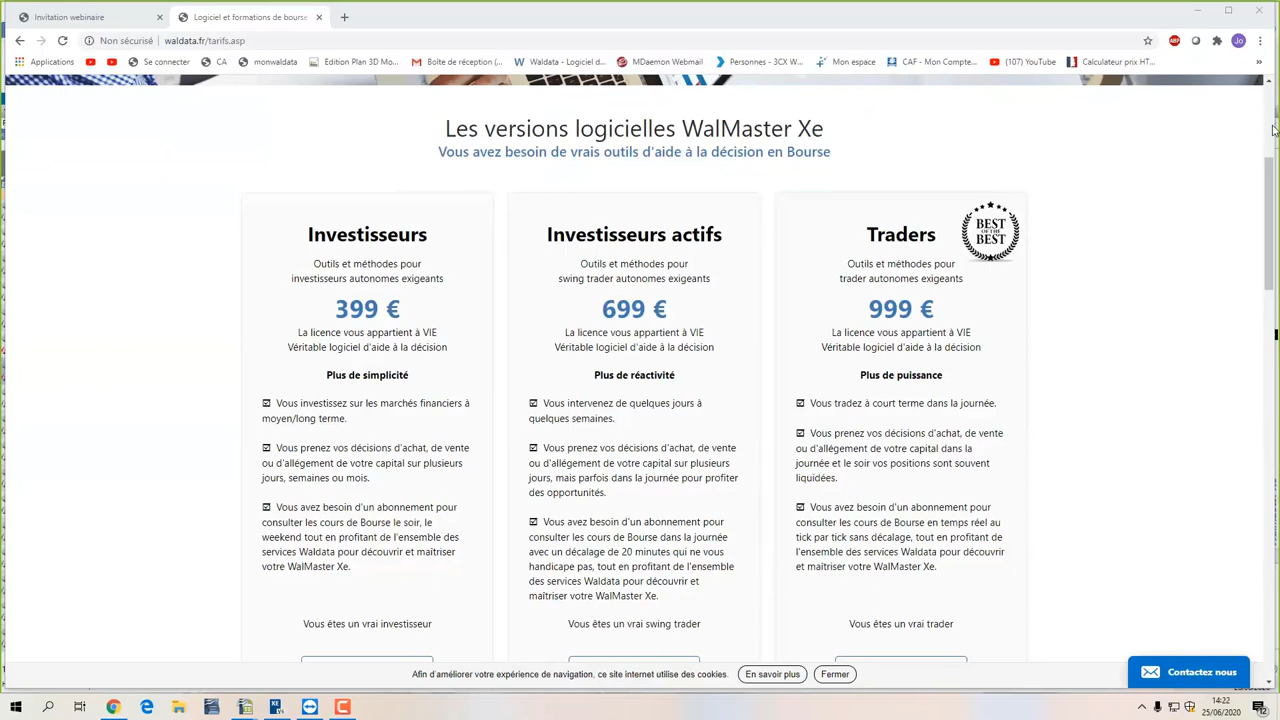 Invitation webinaire
Logiciel et formations de bourse
Non sécurisé
waldata.fr/tarifs.asp
Applications
Se connecter
CA
monwaldata
Edition Plan 3D Mo...
Boîte de réception (...
Waldata - Logiciel d...
MDaemon Webmail
Personnes - 3CX W...
Mon espace
CAF - Mon Compte...
(107) YouTube
Calculateur prix HT...
»
ABP
Jo
Les versions logicielles WalMaster Xe
Vous avez besoin de vrais outils d'aide à la décision en Bourse
Investisseurs
Outils et méthodes pour
investisseurs autonomes exigeants
399 €
La licence vous appartient à VIE
Véritable logiciel d'aide à la décision
Plus de simplicité
Vous investissez sur les marchés financiers à
moyen/long terme.
Vous prenez vos décisions d'achat, de vente
ou d'allégement de votre capital sur plusieurs
jours, semaines ou mois.
Vous avez besoin d'un abonnement pour
consulter les cours de Bourse le soir, le
weekend tout en profitant de l'ensemble des
services Waldata pour découvrir et maîtriser
votre WalMaster Xe.
Vous êtes un vrai investisseur
Investisseurs actifs
Outils et méthodes pour
swing trader autonomes exigeants
699 €
La licence vous appartient à VIE
Véritable logiciel d'aide à la décision
Plus de réactivité
Vous intervenez de quelques jours à
quelques semaines.
Vous prenez vos décisions d'achat, de vente
ou d'allégement de votre capital sur plusieurs
jours, mais parfois dans la journée pour profiter
des opportunités.
Vous avez besoin d'un abonnement pour
consulter les cours de Bourse dans la journée
avec un décalage de 20 minutes qui ne vous
handicape pas, tout en profitant de l'ensemble
des services Waldata pour découvrir et
maîtriser votre WalMaster Xe.
Vous êtes un vrai swing trader
Traders
BEST
OF THE
BEST
Outils et méthodes pour
trader autonomes exigeants
999 €
La licence vous appartient à VIE
Véritable logiciel d'aide à la décision
Plus de puissance
Vous tradez à court terme dans la journée.
Vous prenez vos décisions d'achat, de vente
ou d'allégement de votre capital dans la
journée et le soir vos positions sont souvent
liquidées.
Vous avez besoin d'un abonnement pour
consulter les cours de Bourse en temps réel au
tick par tick sans décalage, tout en profitant de
l'ensemble des services Waldata pour découvrir
et maîtriser votre WalMaster Xe.
Vous êtes un vrai trader
Afin d'améliorer votre expérience de navigation, ce site internet utilise des cookies.
En savoir plus
Fermer
Contactez nous
XE
14:22
25/06/2020
12